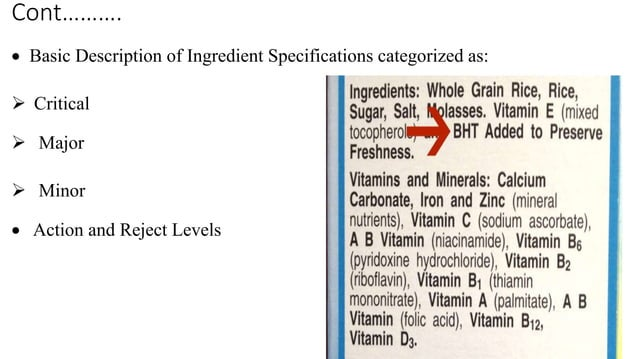 Cont……….
• Basic Description of Ingredient Specifications categorized as:
➢ Critical
➢ Major
➢ Minor
• Action and Reject Levels
Ingredients: Whole Grain Rice, Rice,
Sugar, Salt, Molasses. Vitamin E (mixed
BHT Added to Preserve
Freshness.
Vitamins and Minerals: Calcium
Carbonate, Iron and Zinc (mineral
nutrients), Vitamin C (sodium ascorbate),
A B Vitamin (niacinamide), Vitamin B6
(pyridoxine hydrochloride), Vitamin B2
(riboflavin), Vitamin B1 (thiamin
mononitrate), Vitamin A (palmitate), A B
Vitamin (folic acid), Vitamin B12,
Vitamin D3.